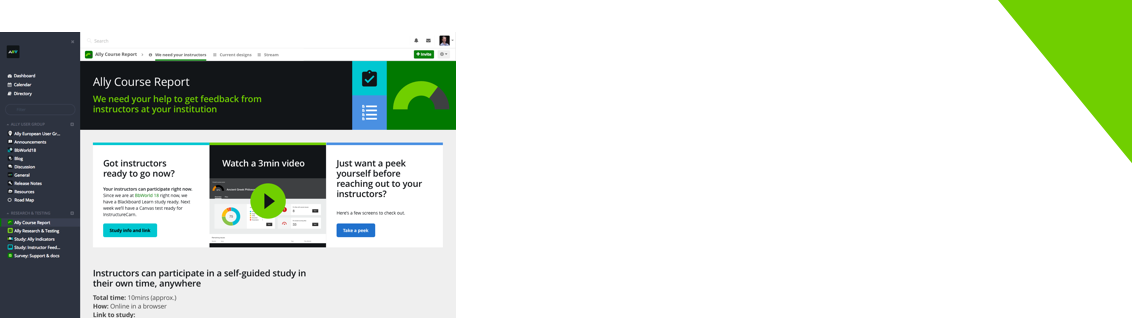 Ally
Search
Dashboard
Calendar
Directory
ALLY USER GROUP
Ally European User Gr...
Announcements
BbWorld18
Blog
Discussion
General
Release Notes
Resources
Road Map
RESEARCH & TESTING
Ally Course Report
Ally Research & Testing
Study: Ally Indicators
Study: Instructor Feed...
Survey: Support & docs
Ally Course Report
We need your instructors
Current designs
Stream
Invite
Ally Course Report
We need your help to get feedback from
instructors at your institution
Got instructors
ready to go now?
Your instructors can participate right now.
Since we are at BbWorld 18 right now, we
have a Blackboard Learn study ready. Next
week we'll have a Canvas test ready for
InstructureCarn.
Study info and link
Watch a 3min video
Just want a peek
yourself before
reaching out to your
instructors?
Here's a few screens to check out.
Take a peek
Instructors can participate in a self-guided study in
their own time, anywhere
Total time: 10mins (approx.)
How: Online in a browser
Link to study: